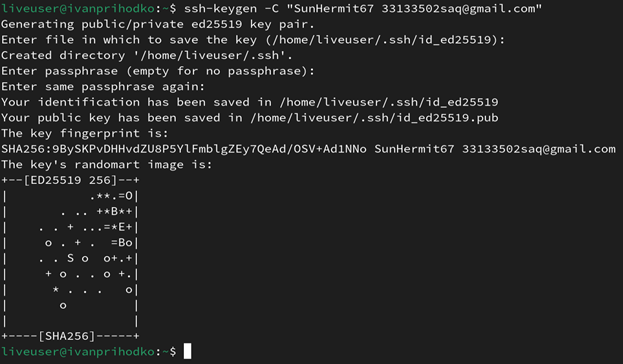 liveuser@ivanprihodko:~$ ssh-keygen -C "SunHermit67 33133502saq@gmail.com"
Generating public/private ed25519 key pair.
Enter file in which to save the key (/home/liveuser/.ssh/id_ed25519):
Created directory '/home/liveuser/.ssh'.
Enter passphrase (empty for no passphrase):
Enter same passphrase again:
Your identification has been saved in /home/liveuser/.ssh/id_ed25519
Your public key has been saved in /home/liveuser/.ssh/id_ed25519.pub
The key fingerprint is:
SHA256:9BySKPvDHHvdZU8P5YlFmblgZEy7QeAd/OSV+Ad1NNo SunHermit67 33133502saq@gmail.com
The key's randomart image is:
+--[ED25519 256]--+
|            .**.=O|
|        . .. +*B*+|
|     . . + ...=*E+|
|      o . + .  =Bo|
|     . . S o  o+.+|
|      + o . . o +.|
|       * . . .   o|
|        o         |
|                  |
+----[SHA256]-----+
liveuser@ivanprihodko:~$